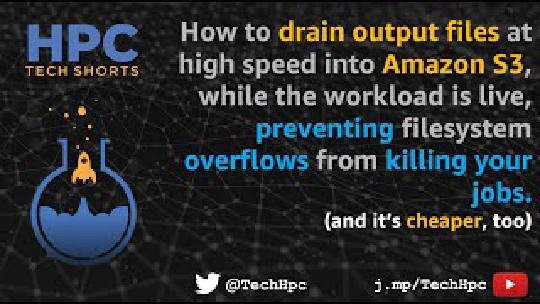 HPC
TECH SHORTS
How to drain output files at
high speed into Amazon S3,
while the workload is live,
preventing filesystem
overflows from killing your
jobs.
(and it's cheaper, too)
@TechHpc
j.mp/TechHpc